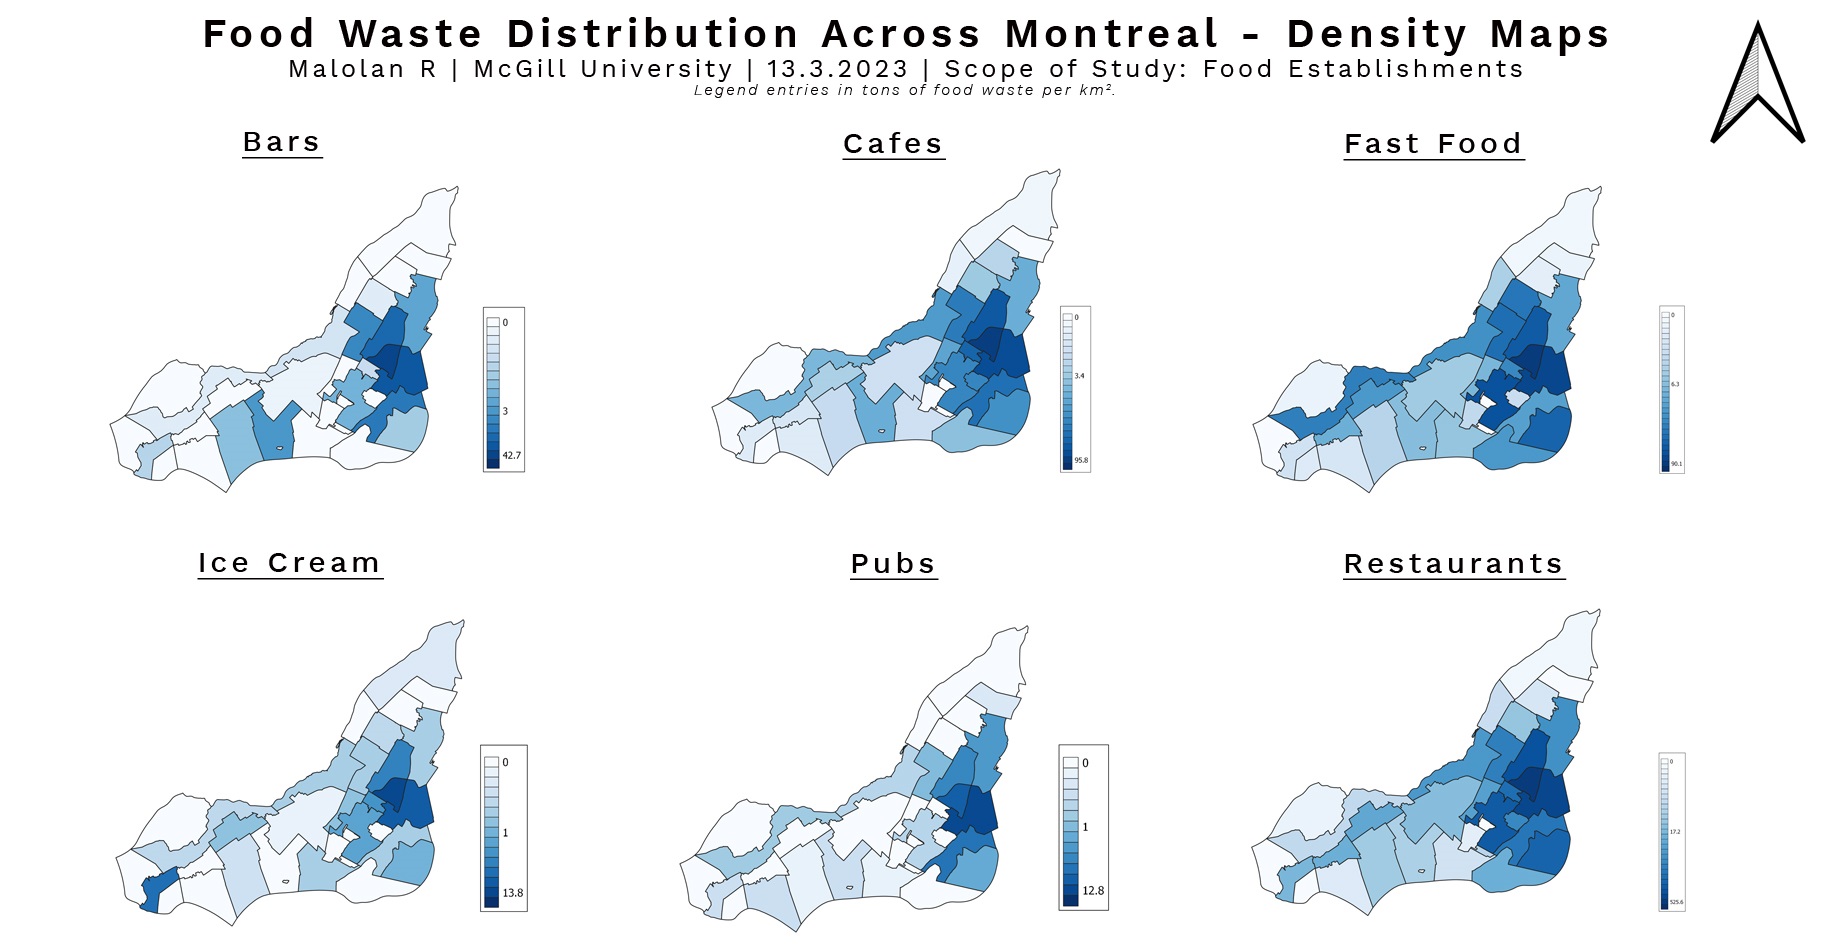 Food Waste Distribution Across Montreal - Density Maps
Malolan R | McGill University | 13.3.2023 | Scope of Study: Food Establishments
Legend entries in tons of food waste per km².
Bars
Cafes
Fast Food
0
3
42.7
0
3.4
95.8
0
6.3
90.1
Ice Cream
Pubs
Restaurants
0
1
13.8
0
1
12.8
0
17.2
525.6